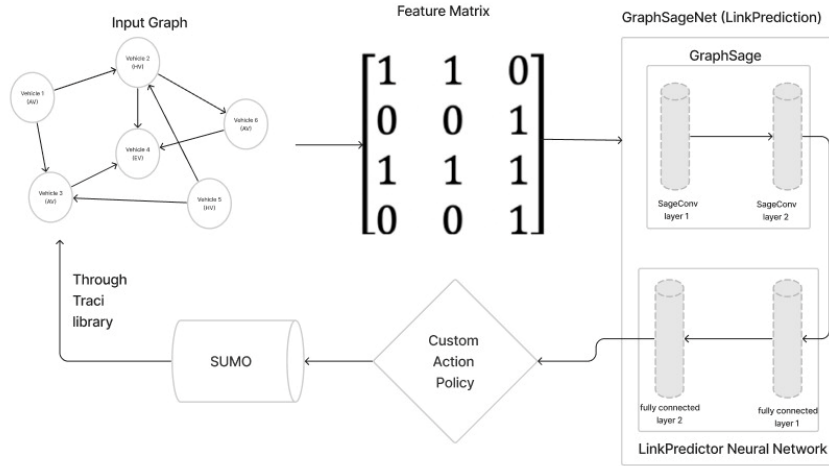 Input Graph
Feature Matrix
GraphSageNet (LinkPrediction)
GraphSage
Vehicle 1
(AV)
Vehicle 2
(HV)
Vehicle 6
(AV)
Vehicle 4
(EV)
Vehicle 3
(AV)
Vehicle 5
(HV)
1 1 0
0 0 1
1 1 1
0 0 1
SageConv
layer 1
SageConv
layer 2
Through
Traci
library
SUMO
Custom
Action
Policy
fully connected
layer 2
fully connected
layer 1
LinkPredictor Neural Network